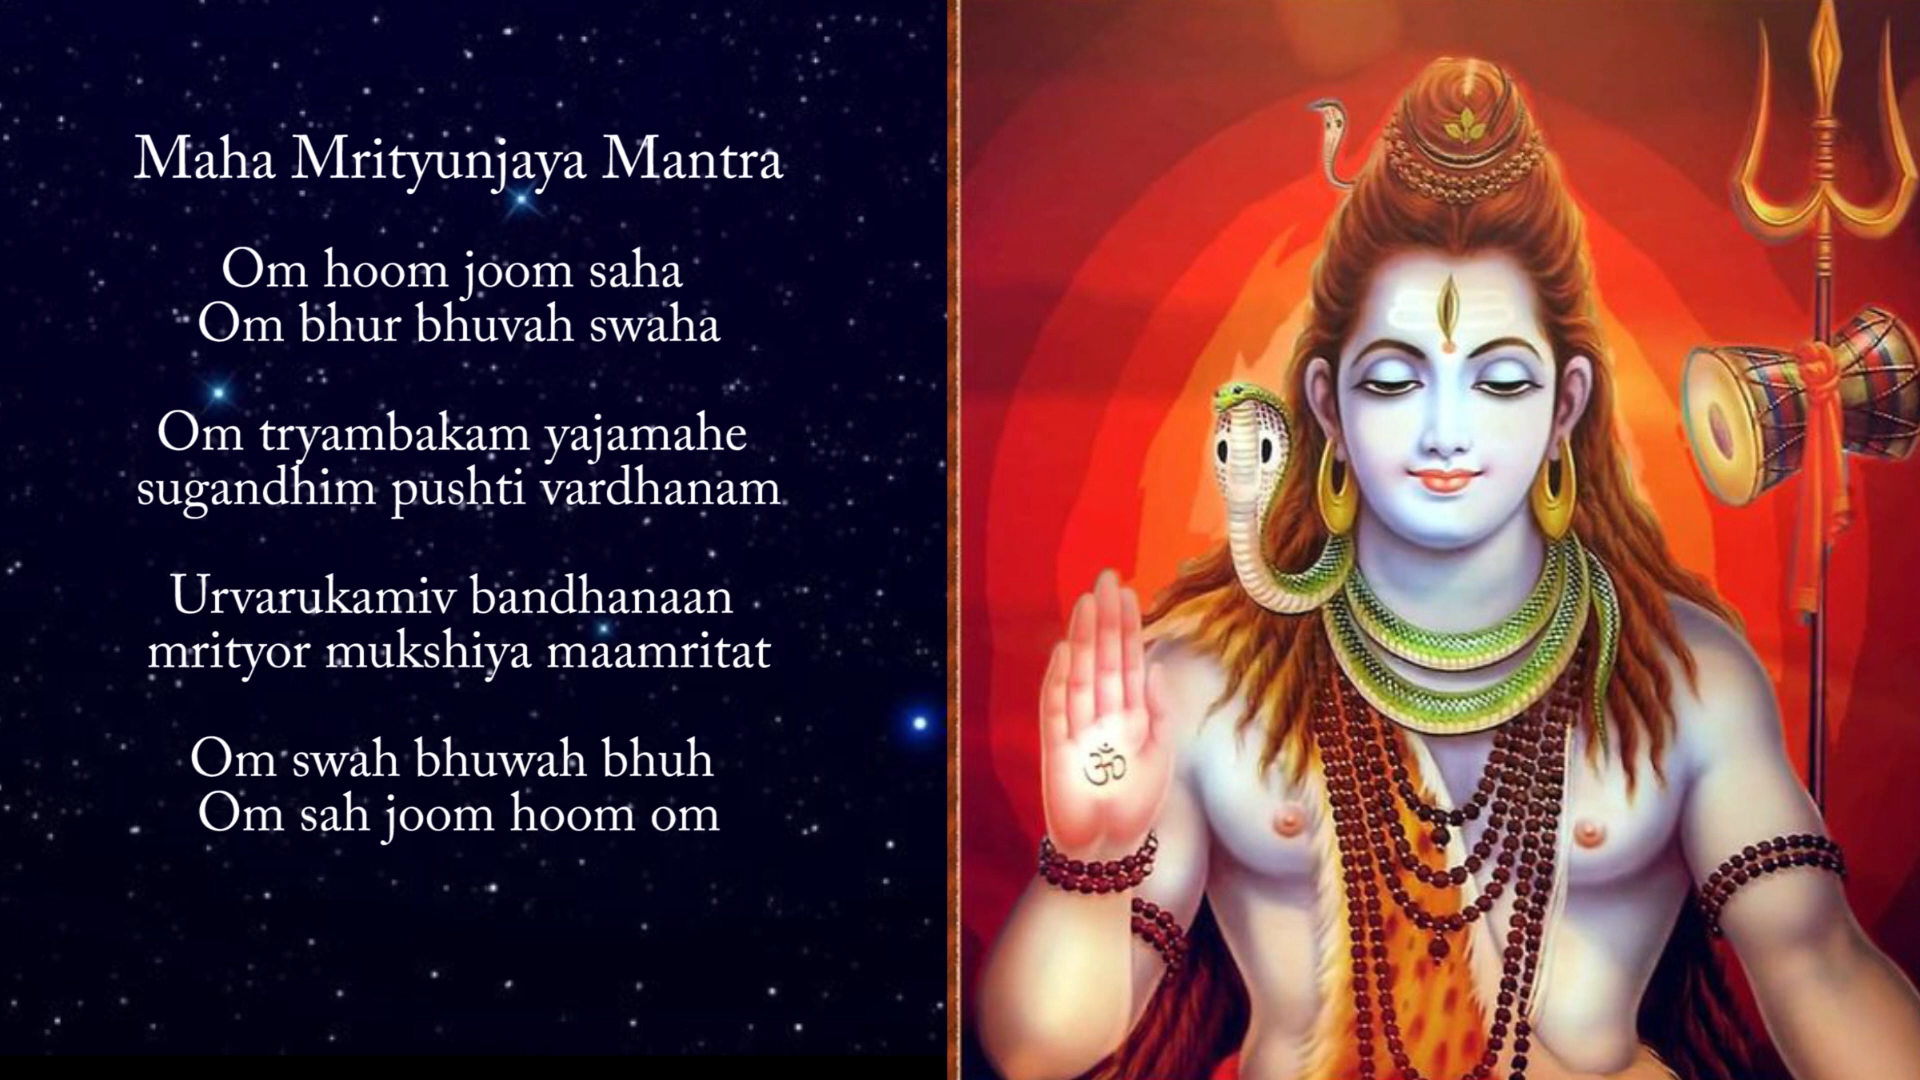 Maha Mrityunjaya Mantra
Om hoom joom saha
Om bhur bhuvah swaha
Om tryambakam yajamahe
sugandhim pushti vardhanam
Urvarukamiv bandhanaan
mrityor mukshiya maamritat
Om swah bhuwah bhuh
Om sah joom hoom om
ॐ